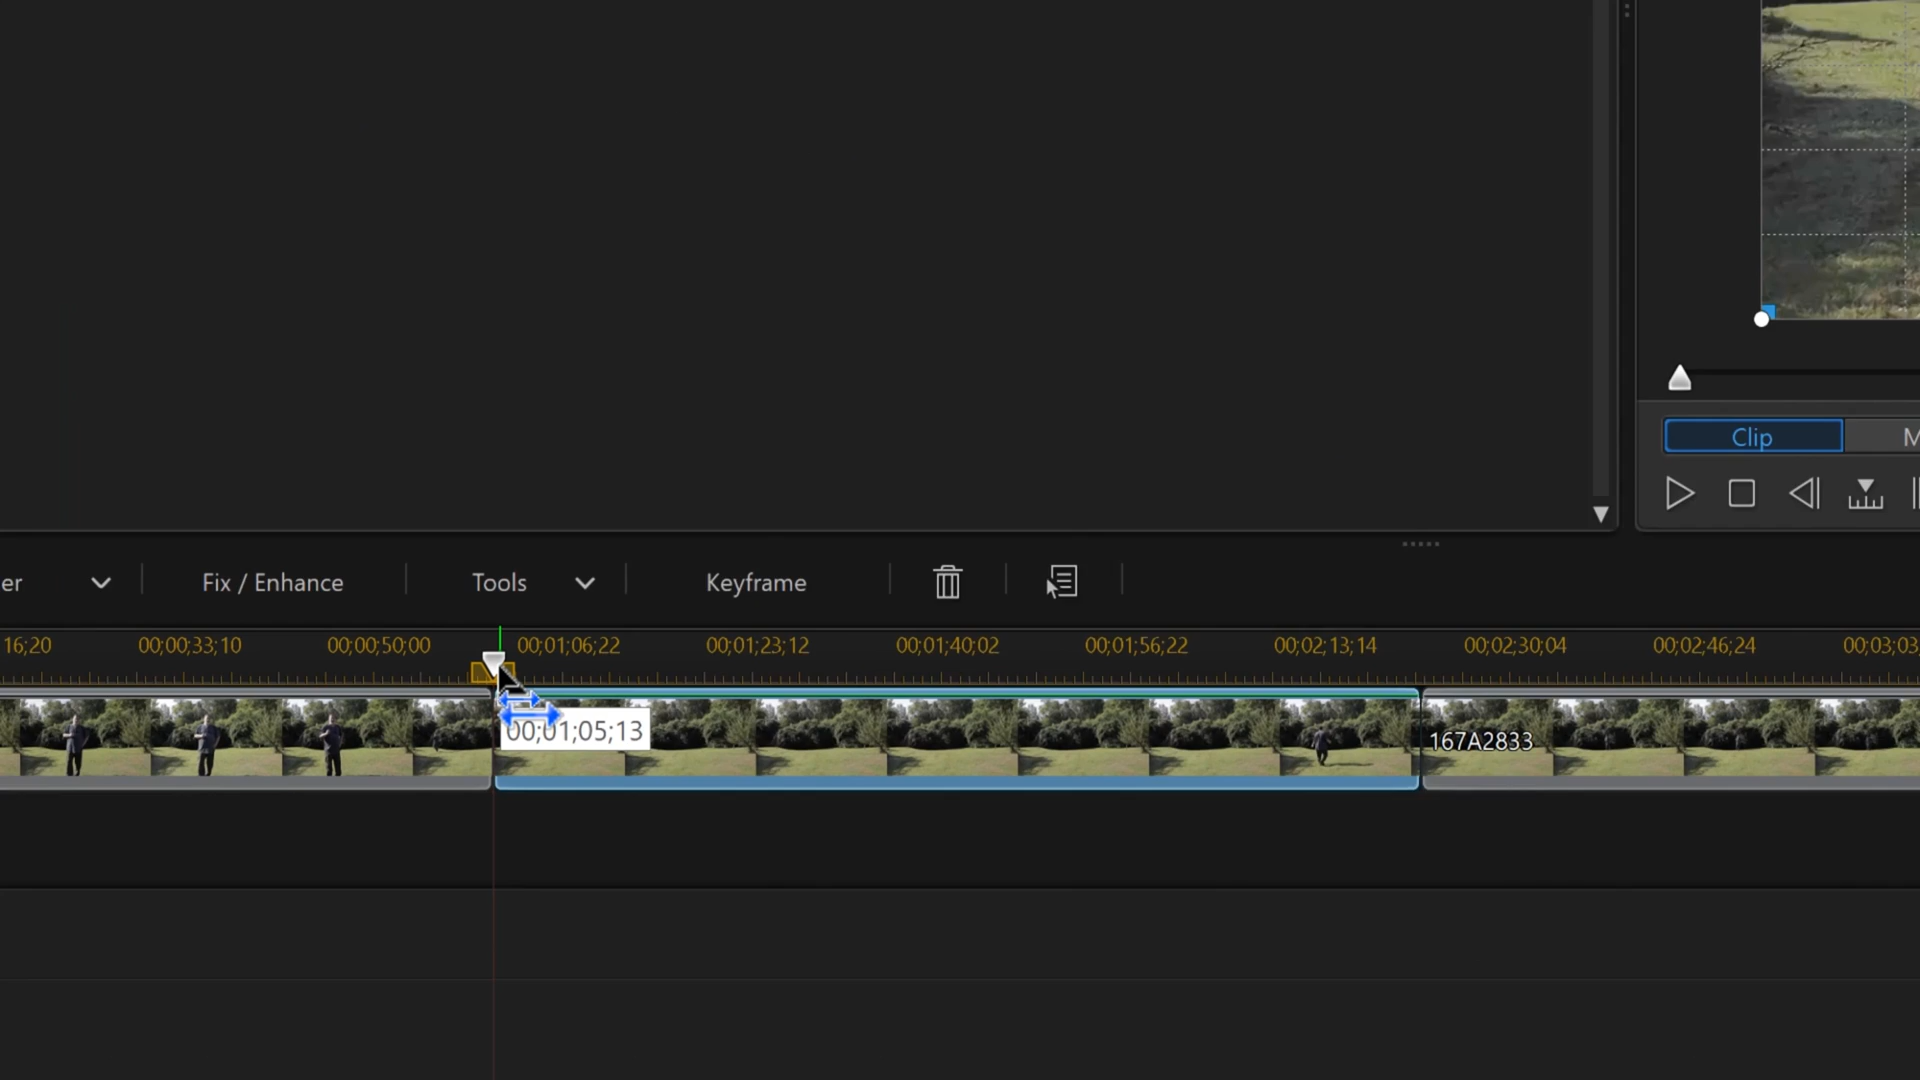 Clip
M
er
Fix / Enhance
Tools
Keyframe
16;20
00;00;33;10
00;00;50;00
00;01;06;22
00;01;23;12
00;01;40;02
00;01;56;22
00;02;13;14
00;02;30;04
00;02;46;24
00;03;03
00;01;05;13
167A2833